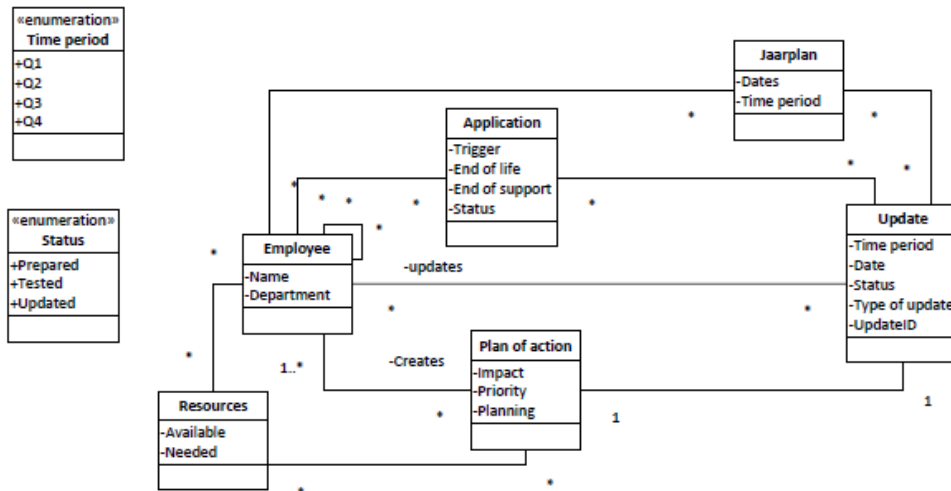 «enumeration»
Time period
+Q1
+Q2
+Q3
+Q4
Jaarplan
-Dates
-Time period
*
*
Application
-Trigger
-End of life
-End of support
-Status
*
*
*
*
*
*
*
*
«enumeration»
Status
+Prepared
+Tested
+Updated
Employee
-Name
-Department
*
-updates
Update
-Time period
-Date
-Status
-Type of update
-UpdateID
*
*
*
1..*
-Creates
Plan of action
-Impact
-Priority
-Planning
*
1
1
Resources
-Available
-Needed
*
*